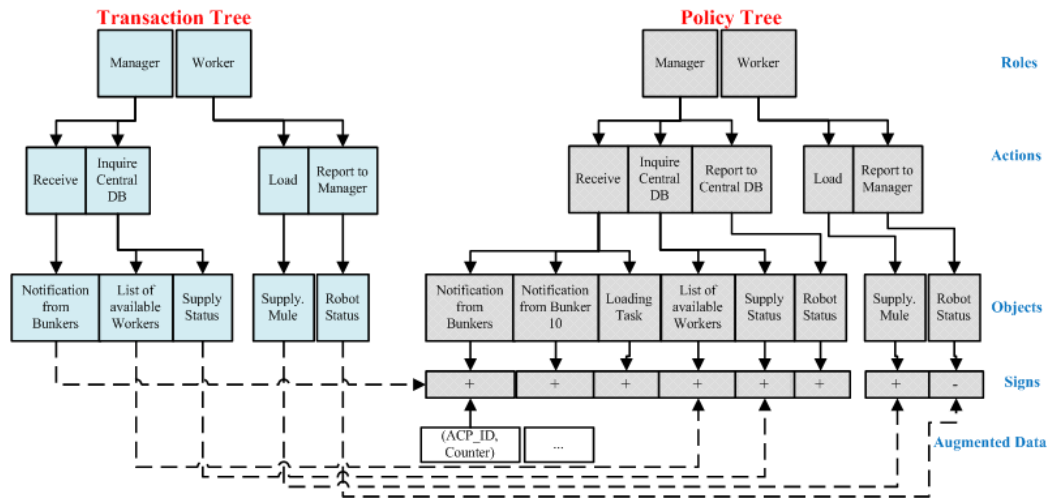 Transaction Tree
Policy Tree
Manager
Worker
Manager
Worker
Roles
Receive
Inquire
Central
DB
Load
Report to
Manager
Receive
Inquire
Central
DB
Report to
Central DB
Load
Report to
Manager
Actions
Notification
from
Bunkers
List of
available
Workers
Supply
Status
Supply.
Mule
Robot
Status
Notification
from
Bunkers
Notification
from Bunker
10
Loading
Task
List of
available
Workers
Supply
Status
Robot
Status
Supply.
Mule
Robot
Status
Objects
+
+
+
+
+
+
+
-
Signs
(ACP_ID,
Counter)
...
Augmented Data